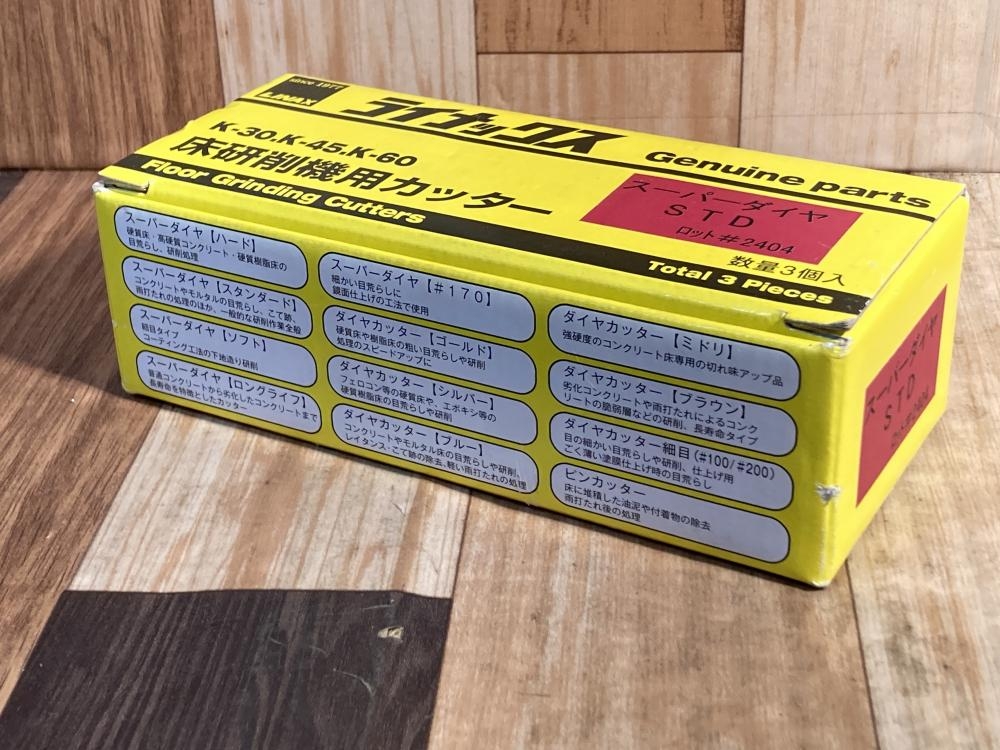 since 1971
LINAX
ライナックス
Genuine parts
K-30.K-45.K-60
床研削機用カッター
Floor Grinding Cutters
スーパーダイヤ
STD
ロット#2404
数量3個入
Total 3 Pieces
スーパーダイヤ【ハード】
硬質床・高硬質コンクリート・硬質樹脂床の
目荒らし、研削処理
スーパーダイヤ【スタンダード】
コンクリートやモルタルの目荒らし、こて跡、
雨打たれの処理のほか、一般的な研削作業全般
スーパーダイヤ【ソフト】
細目タイプ
コーティング工法の下地造り研削
スーパーダイヤ【ロングライフ】
普通コンクリートから劣化したコンクリートまで
長寿命を特徴としたカッター
スーパーダイヤ【#170】
細かい目荒らしに
鏡面仕上げの工法で使用
ダイヤカッター【ゴールド】
硬質床や樹脂床の粗い目荒らしや研削
処理のスピードアップに
ダイヤカッター【シルバー】
フェロコン等の硬質床や、エポキシ等の
硬質樹脂床の目荒らしや研削
ダイヤカッター【ブルー】
コンクリートやモルタル床の目荒らしや研削、
レイタンス・こて跡の除去、軽い雨打たれの処理
ダイヤカッター【ミドリ】
強硬度のコンクリート床専用の切れ味アップ品
ダイヤカッター【ブラウン】
劣化コンクリートや雨打たれによるコンク
リートの脆弱層などの研削、長寿命タイプ
ダイヤカッター細目(#100/#200)
目の細かい目荒らしや研削、仕上げ用
ごく薄い塗膜仕上げ時の目荒らし
ピンカッター
床に堆積した油泥や付着物の除去
雨打たれ後の処理
スーパーダイヤ
STD